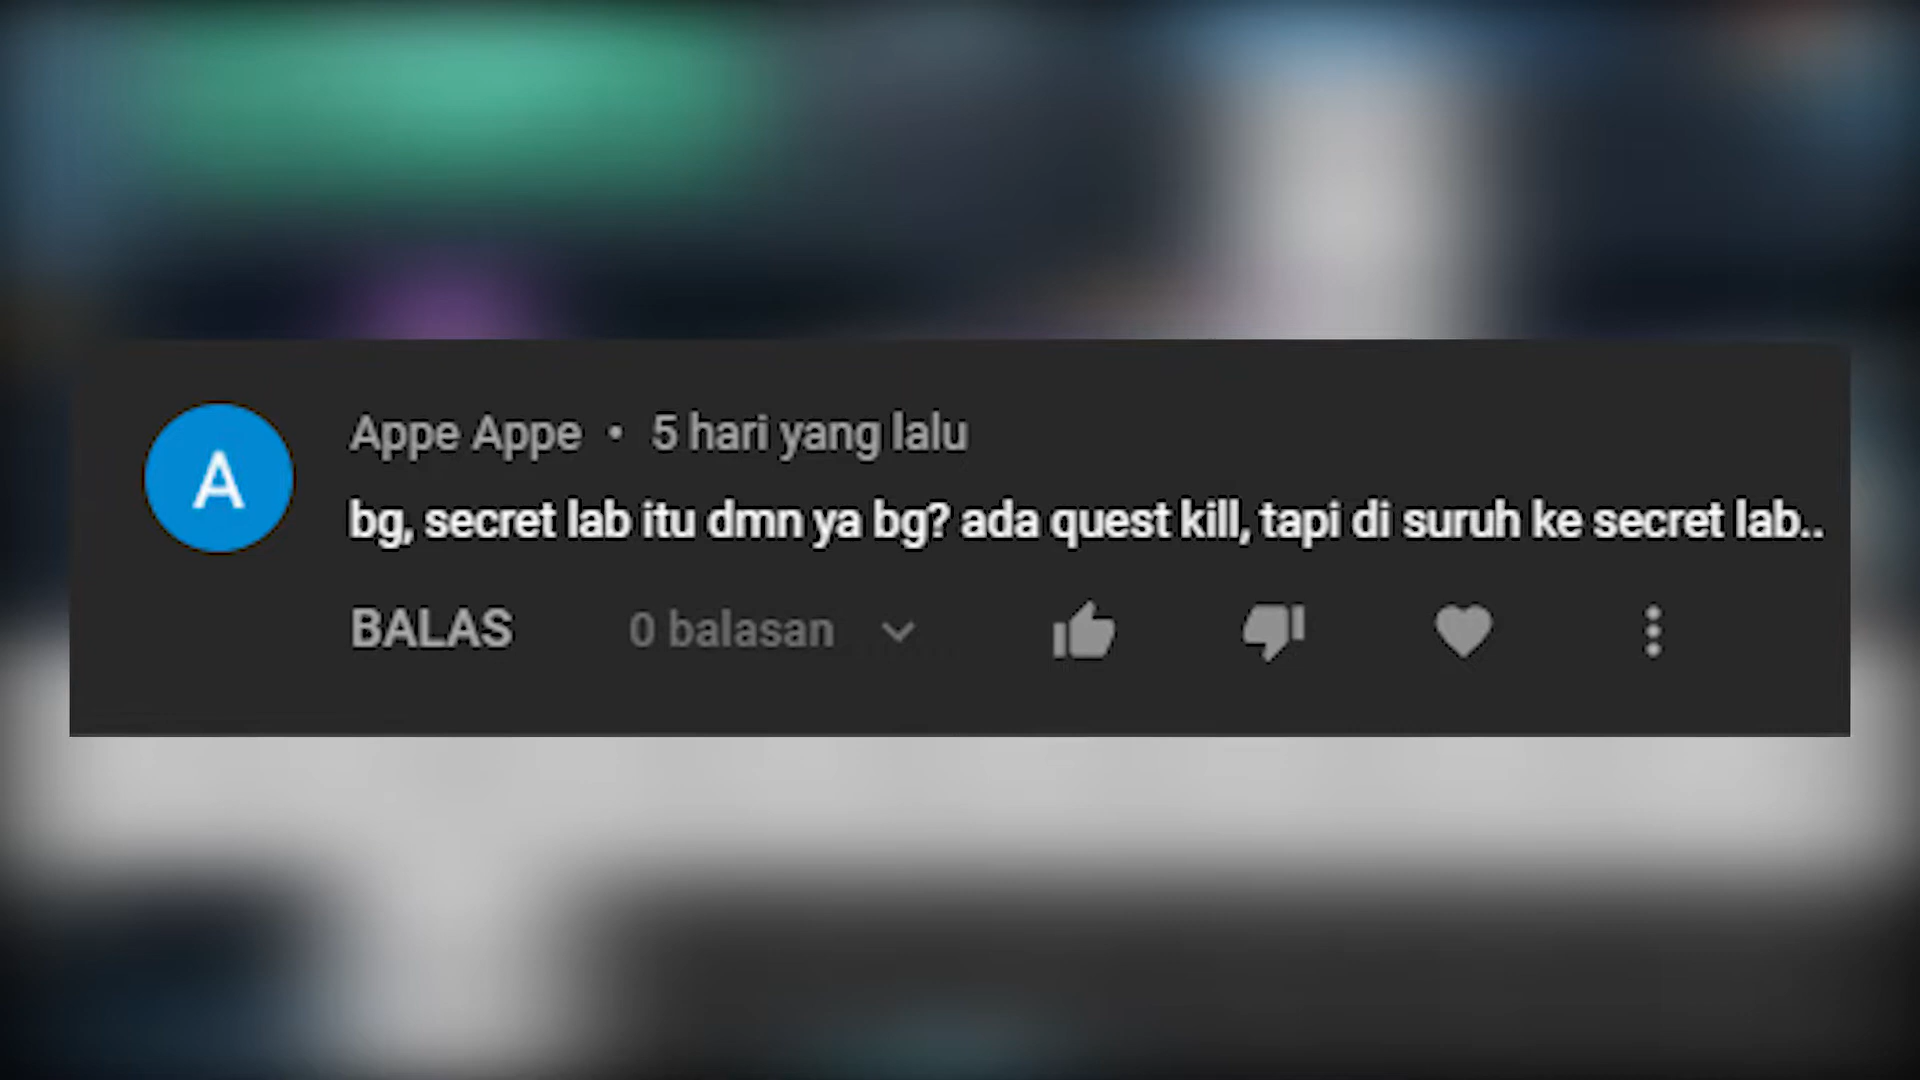 A
Appe Appe • 5 hari yang lalu
bg, secret lab itu dmn ya bg? ada quest kill, tapi di suruh ke secret lab..
BALAS 0 balasan